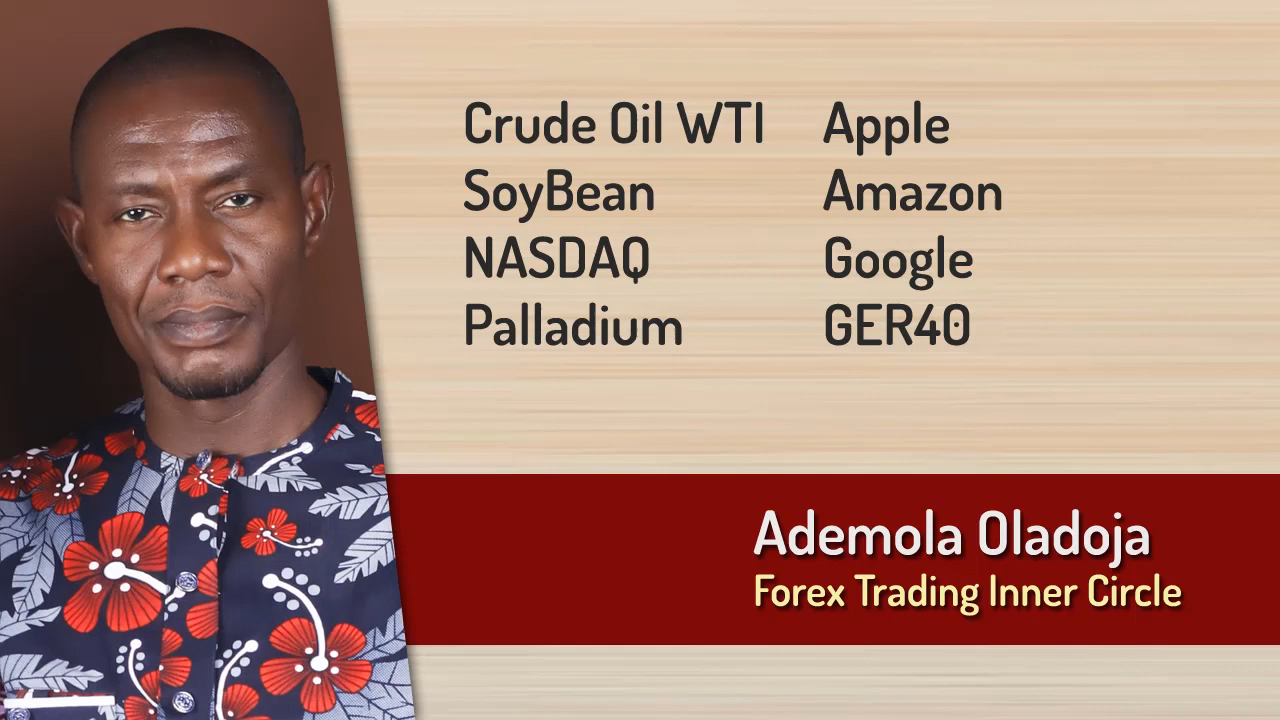 Crude Oil WTI
SoyBean
NASDAQ
Palladium
Apple
Amazon
Google
GER40
Ademola Oladoja
Forex Trading Inner Circle